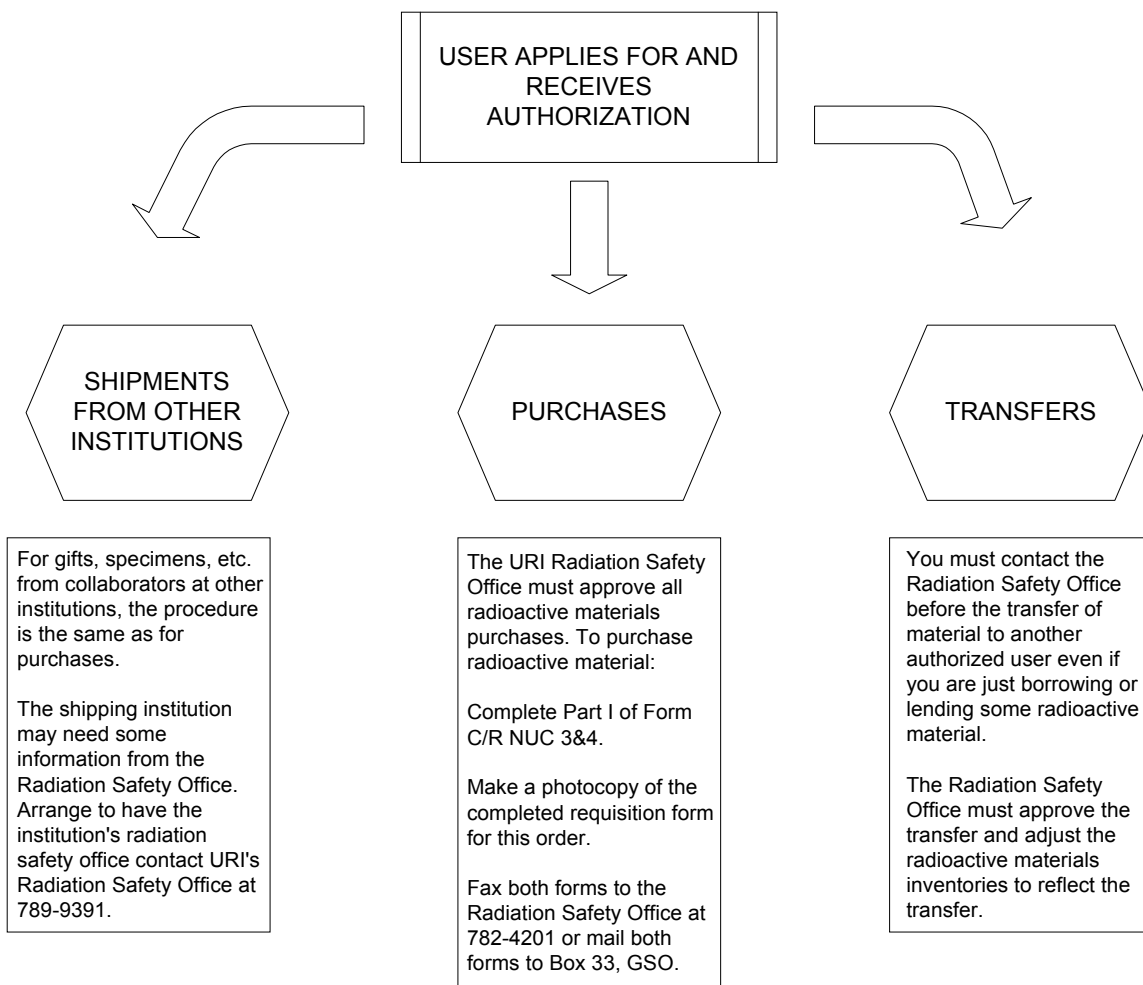 USER APPLIES FOR AND
RECEIVES
AUTHORIZATION
SHIPMENTS
FROM OTHER
INSTITUTIONS
PURCHASES
TRANSFERS
For gifts, specimens, etc.
from collaborators at other
institutions, the procedure
is the same as for
purchases.
The shipping institution
may need some
information from the
Radiation Safety Office.
Arrange to have the
institution's radiation
safety office contact URI's
Radiation Safety Office at
789-9391.
The URI Radiation Safety
Office must approve all
radioactive materials
purchases. To purchase
radioactive material:
Complete Part I of Form
C/R NUC 3&4.
Make a photocopy of the
completed requisition form
for this order.
Fax both forms to the
Radiation Safety Office at
782-4201 or mail both
forms to Box 33, GSO.
You must contact the
Radiation Safety Office
before the transfer of
material to another
authorized user even if
you are just borrowing or
lending some radioactive
material.
The Radiation Safety
Office must approve the
transfer and adjust the
radioactive materials
inventories to reflect the
transfer.